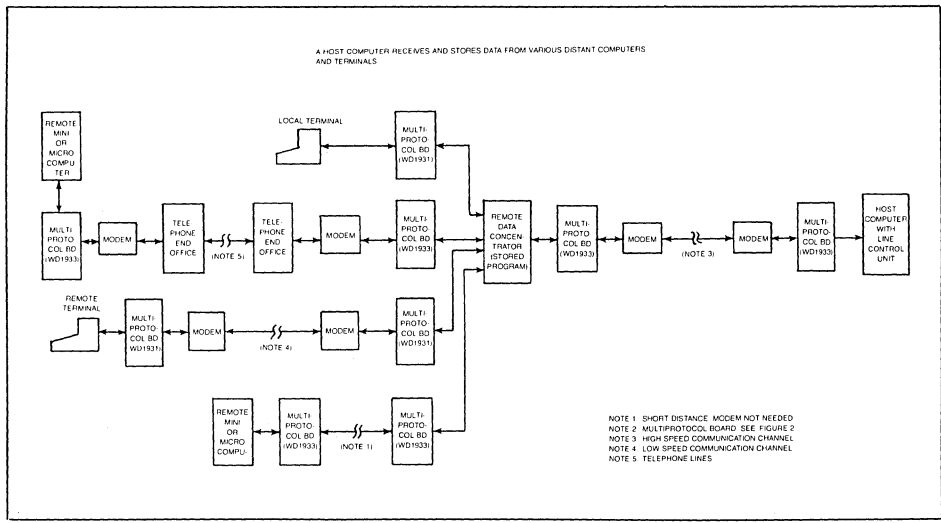 A HOST COMPUTER RECEIVES AND STORES DATA FROM VARIOUS DISTANT COMPUTERS
AND TERMINALS
REMOTE
MINI
OR
MICRO
COMPU
TER
LOCAL TERMINAL
MULTI-
PROTO-
COL BD
(WD1931)
MULTI
PROTO
COL BD
(WD1933)
MODEM
TELE
PHONE
END
OFFICE
(NOTE 5)
TELE-
PHONE
END
OFFICE
MODEM
MULTI-
PROTO
COL BD
(WD1933)
REMOTE
DATA
CONCEN-
TRATOR
(STORED
PROGRAM)
MULTI-
PROTO
COL BD
(WD1933)
MODEM
(NOTE 3)
MODEM
MULTI-
PROTO-
COL BD
(WD1933)
HOST
COMPUTER
WITH
LINE
CONTROL
UNIT
REMOTE
TERMINAL
MULTI-
PROTO-
COL BD
WD1931)
MODEM
(NOTE 4)
MODEM
MULTI-
PROTO-
COL BD
(WD1931)
REMOTE
MINI
OR
MICRO
COMPU-
MULTI-
PROTO-
COL BD
(WD1933)
(NOTE 1)
MULTI-
PROTO-
COL BD
(WD1933)
NOTE 1 SHORT DISTANCE MODEM NOT NEEDED
NOTE 2 MULTIPROTOCOL BOARD SEE FIGURE 2
NOTE 3 HIGH SPEED COMMUNICATION CHANNEL
NOTE 4 LOW SPEED COMMUNICATION CHANNEL
NOTE 5 TELEPHONE LINES